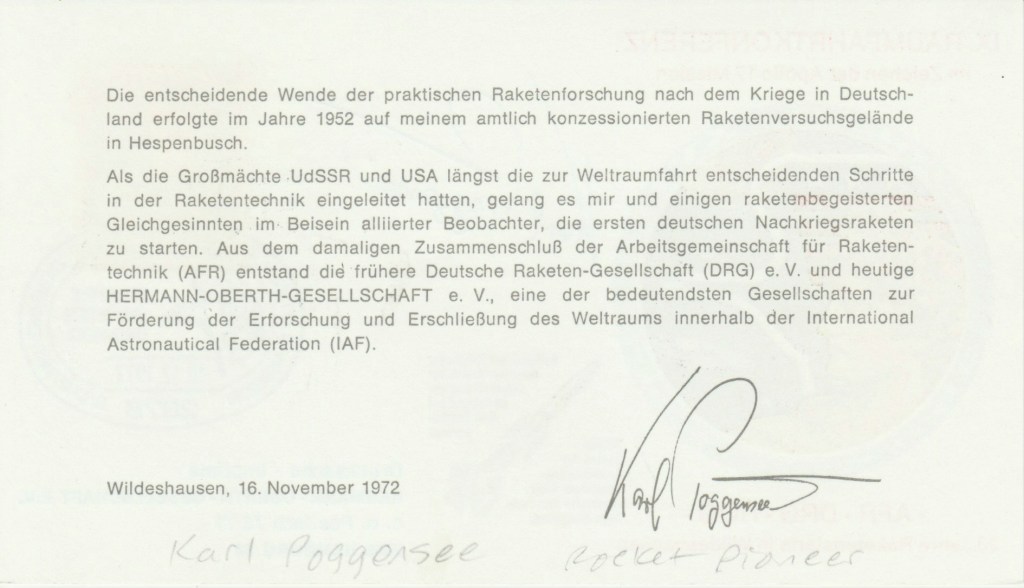 Die entscheidende Wende der praktischen Raketenforschung nach dem Kriege in Deutsch-
land erfolgte im Jahre 1952 auf meinem amtlich konzessionierten Raketenversuchsgelände
in Hespenbusch.
Als die Großmächte UdSSR und USA längst die zur Weltraumfahrt entscheidenden Schritte
in der Raketentechnik eingeleitet hatten, gelang es mir und einigen raketenbegeisterten
Gleichgesinnten im Beisein alliierter Beobachter, die ersten deutschen Nachkriegsraketen
zu starten. Aus dem damaligen Zusammenschluß der Arbeitsgemeinschaft für Raketen-
technik (AFR) entstand die frühere Deutsche Raketen-Gesellschaft (DRG) e. V. und heutige
HERMANN-OBERTH-GESELLSCHAFT e. V., eine der bedeutendsten Gesellschaften zur
Förderung der Erforschung und Erschließung des Weltraums innerhalb der International
Astronautical Federation (IAF).
Wildeshausen, 16. November 1972
Karl Poggensee
Karl Poggensee rocket pioneer